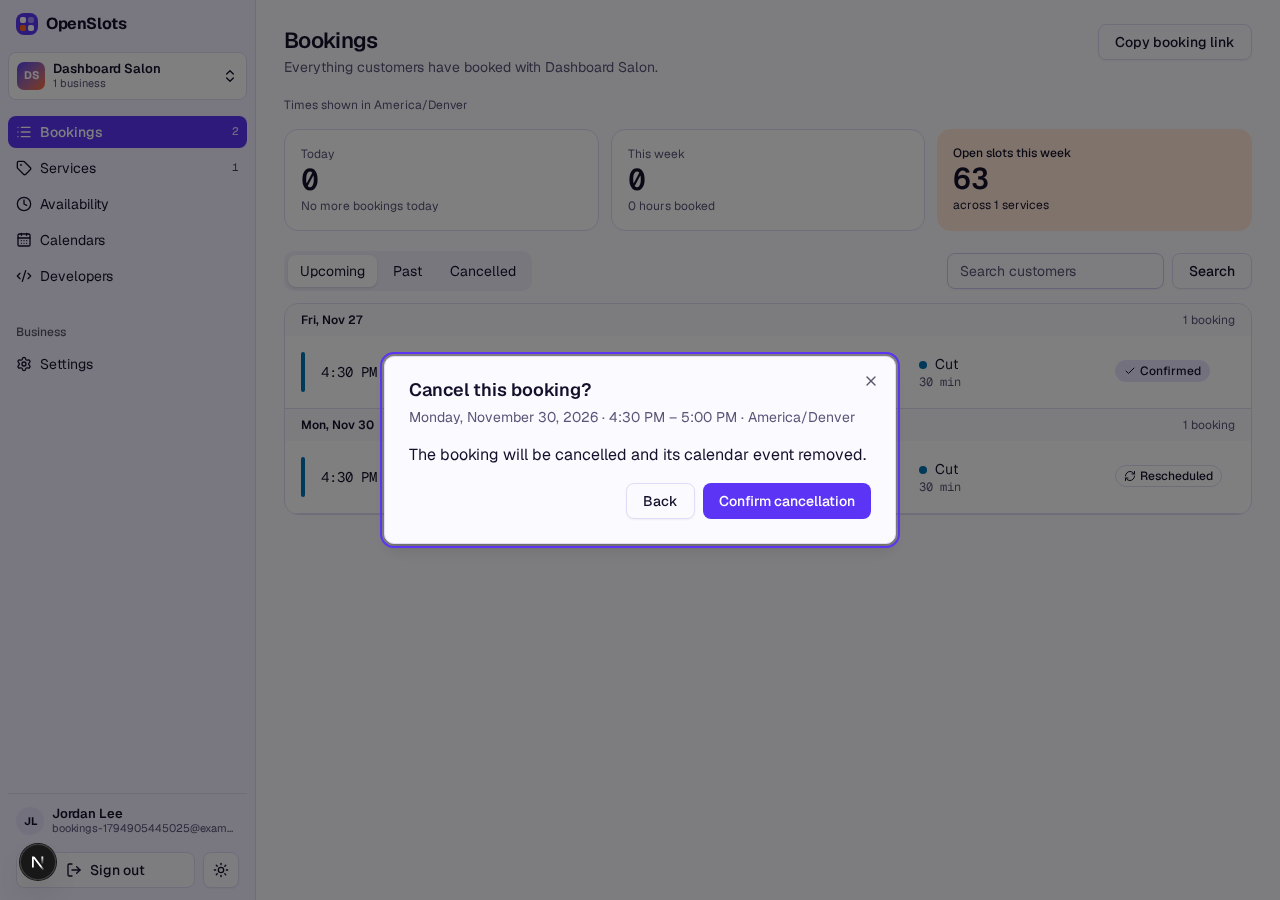 OpenSlots
DS
Dashboard Salon
1 business
Bookings 2
Services 1
Availability
Calendars
Developers
Business
Settings
JL
Jordan Lee
bookings-1794905445025@exam…
N
Sign out
Bookings
Everything customers have booked with Dashboard Salon.
Copy booking link
Times shown in America/Denver
Today
0
No more bookings today
This week
0
0 hours booked
Open slots this week
63
across 1 services
Upcoming Past Cancelled
Search customers
Search
Fri, Nov 27 1 booking
4:30 PM
Cut
30 min
Confirmed
Mon, Nov 30 1 booking
4:30 PM
Cut
30 min
Rescheduled
Cancel this booking?
Monday, November 30, 2026 · 4:30 PM – 5:00 PM · America/Denver
The booking will be cancelled and its calendar event removed.
Back
Confirm cancellation